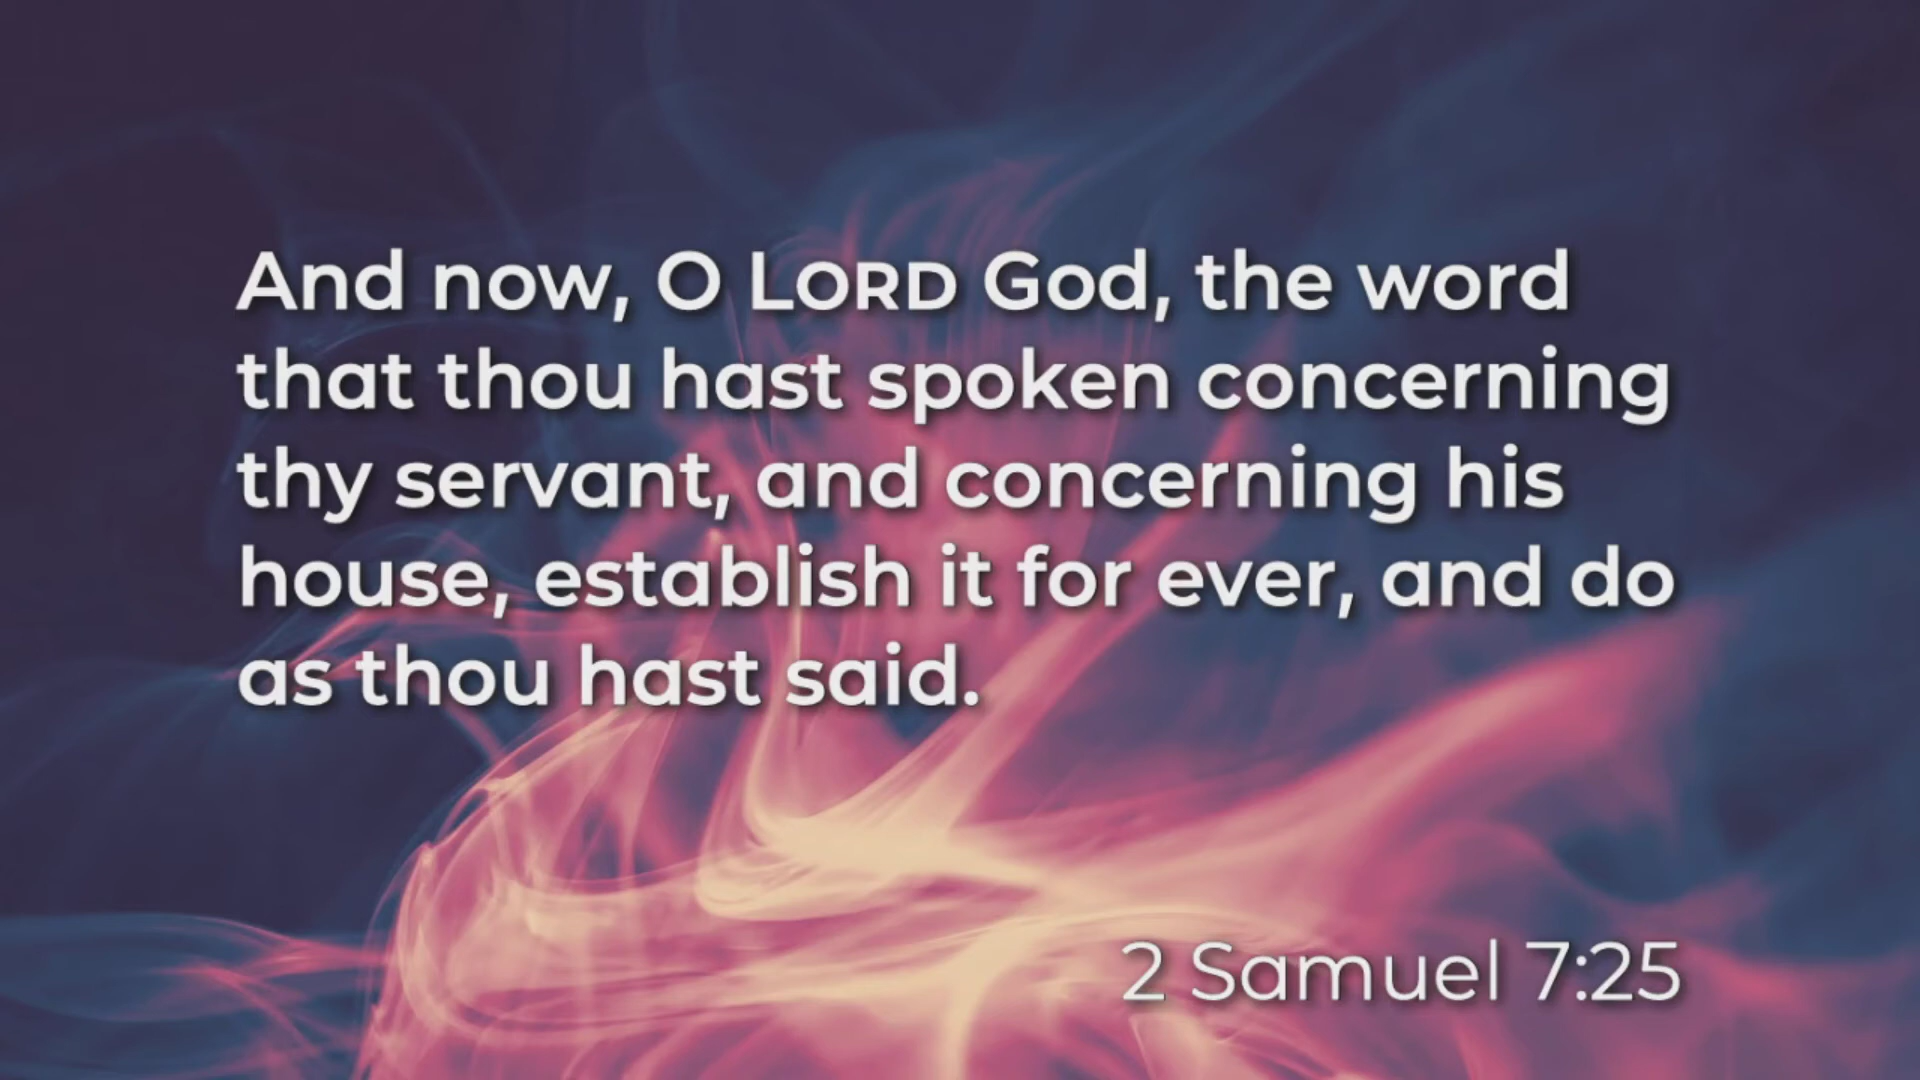 And now, O LORD God, the word
that thou hast spoken concerning
thy servant, and concerning his
house, establish it for ever, and do
as thou hast said.
2 Samuel 7:25